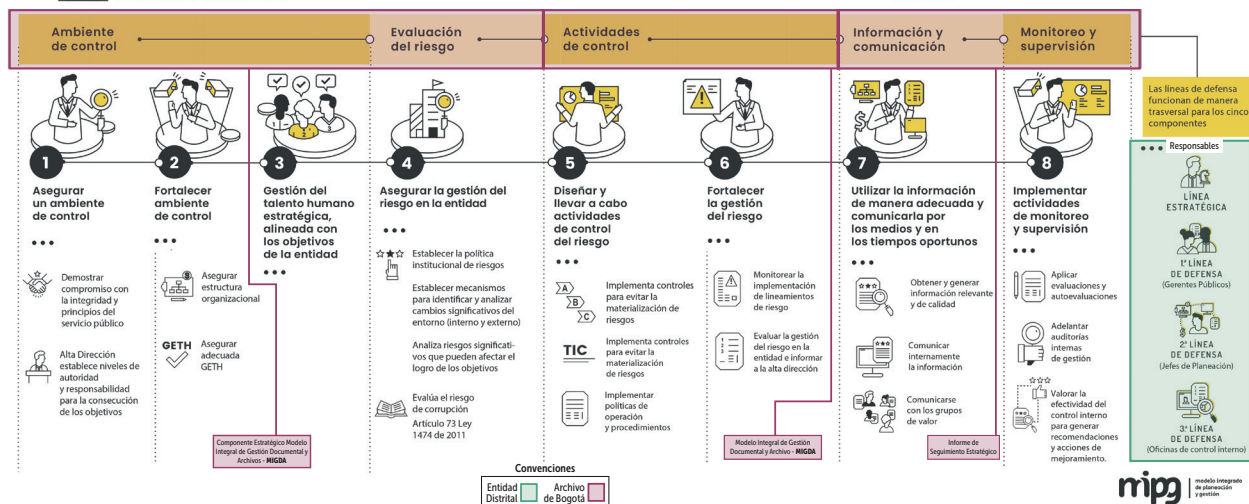 Ambiente
de control
Evaluación
del riesgo
Actividades
de control
Información y
comunicación
Monitoreo y
supervisión
Las líneas de defensa
funcionan de manera
trasversal para los cinco
componentes
1
Asegurar
un ambiente
de control
Demostrar
compromiso con
la integridad y
principios del
servicio público
Alta Dirección
establece niveles de
autoridad
y responsabilidad
para la consecución
de los objetivos
2
Fortalecer
ambiente
de control
Asegurar
estructura
organizacional
GETH
Asegurar
adecuada
GETH
3
Gestión del
talento humano
estratégica,
alineada con
los objetivos
de la entidad
Componente Estratégico Modelo
Integral de Gestión Documental y
Archivos - MIGDA
4
Asegurar la gestión del
riesgo en la entidad
Establecer la política
institucional de riesgos
Establecer mecanismos
para identificar y analizar
cambios significativos del
entorno (interno y externo)
Analiza riesgos significati-
vos que pueden afectar el
logro de los objetivos
Evalúa el riesgo
de corrupción
Artículo 73 Ley
1474 de 2011
5
Diseñar y
llevar a cabo
actividades
de control
del riesgo
A
B
C
Implementa controles
para evitar la
materialización de
riesgos
TIC
Implementa controles
para evitar la
materialización
de riesgos
Implementar
políticas de
operación
y procedimientos
6
Fortalecer
la gestión
del riesgo
Monitorear la
implementación
de lineamientos
de riesgo
Evaluar la gestión
del riesgo en la
entidad e informar
a la alta dirección
Modelo Integral de Gestión
Documental y Archivo - MIGDA
7
Utilizar la información
de manera adecuada y
comunicarla por
los medios y en
los tiempos oportunos
Obtener y generar
información relevante
y de calidad
Comunicar
internamente
la información
Comunicarse
con los grupos
de valor
Informe de
Seguimiento Estratégico
8
Implementar
actividades
de monitoreo
y supervisión
Aplicar
evaluaciones y
autoevaluaciones
Adelantar
auditorías
internas
de gestión
Valorar la
efectividad del
control interno
para generar
recomendaciones
y acciones de
mejoramiento.
Responsables
LÍNEA
ESTRATÉGICA
1.ª LÍNEA
DE DEFENSA
(Gerentes Públicos)
2.ª LÍNEA
DE DEFENSA
(Jefes de Planeación)
3.ª LÍNEA
DE DEFENSA
(Oficinas de control interno)
Convenciones
Entidad
Distrital
Archivo
de Bogotá
mipg
modelo integrado
de planeación
y gestión